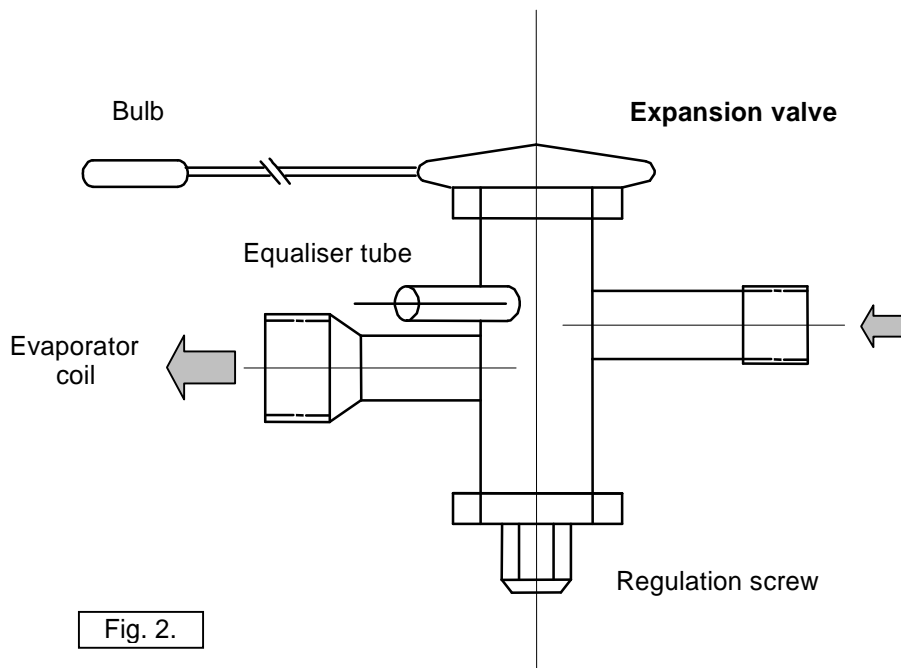 Bulb
Expansion valve
Equaliser tube
Evaporator
coil
Regulation screw
Fig. 2.